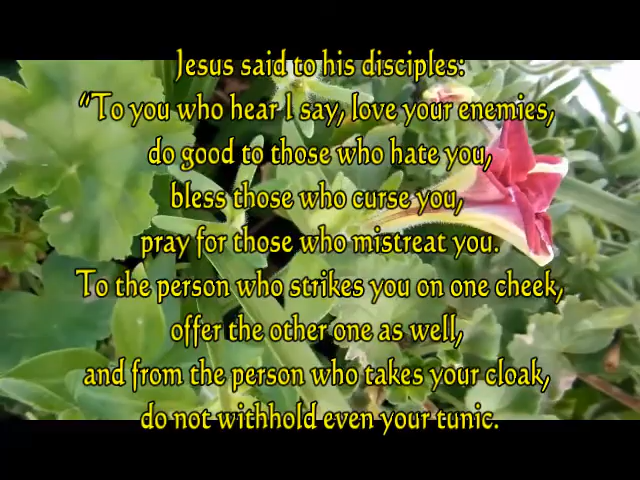 Jesus said to his disciples:
“To you who hear I say, love your enemies,
do good to those who hate you,
bless those who curse you,
pray for those who mistreat you.
To the person who strikes you on one cheek,
offer the other one as well,
and from the person who takes your cloak,
do not withhold even your tunic.